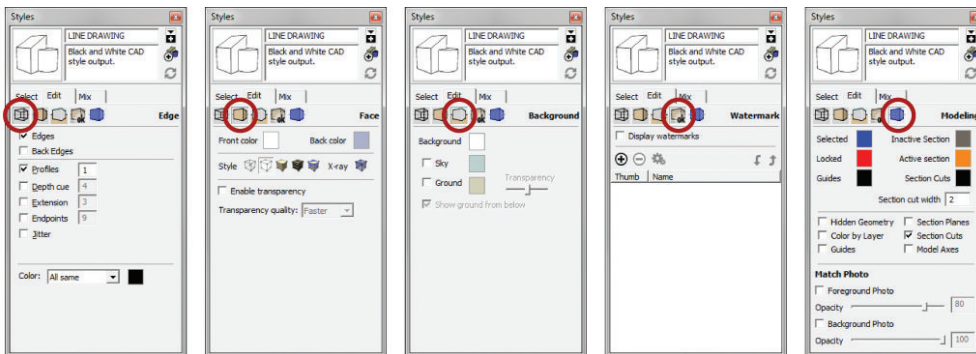 Styles
LINE DRAWING
Black and White CAD
style output.
Select Edit Mix
Edge
Edges
Back Edges
Profiles 1
Depth cue 4
Extension 3
Endpoints 9
Jitter
Color: All same
Styles
LINE DRAWING
Black and White CAD
style output.
Select Edit Mix
Face
Front color Back color
Style X-ray
Enable transparency
Transparency quality: Faster
Styles
LINE DRAWING
Black and White CAD
style output.
Select Edit Mix
Background
Background
Sky
Ground Transparency
Show ground from below
Styles
LINE DRAWING
Black and White CAD
style output.
Select Edit Mix
Watermark
Display watermarks
Thumb Name
Styles
LINE DRAWING
Black and White CAD
style output.
Select Edit Mix
Modeling
Selected Inactive Section
Locked Active section
Guides Section Cuts
Section cut width 2
Hidden Geometry Section Planes
Color by Layer Section Cuts
Guides Model Axes
Match Photo
Foreground Photo
Opacity 80
Background Photo
Opacity 100